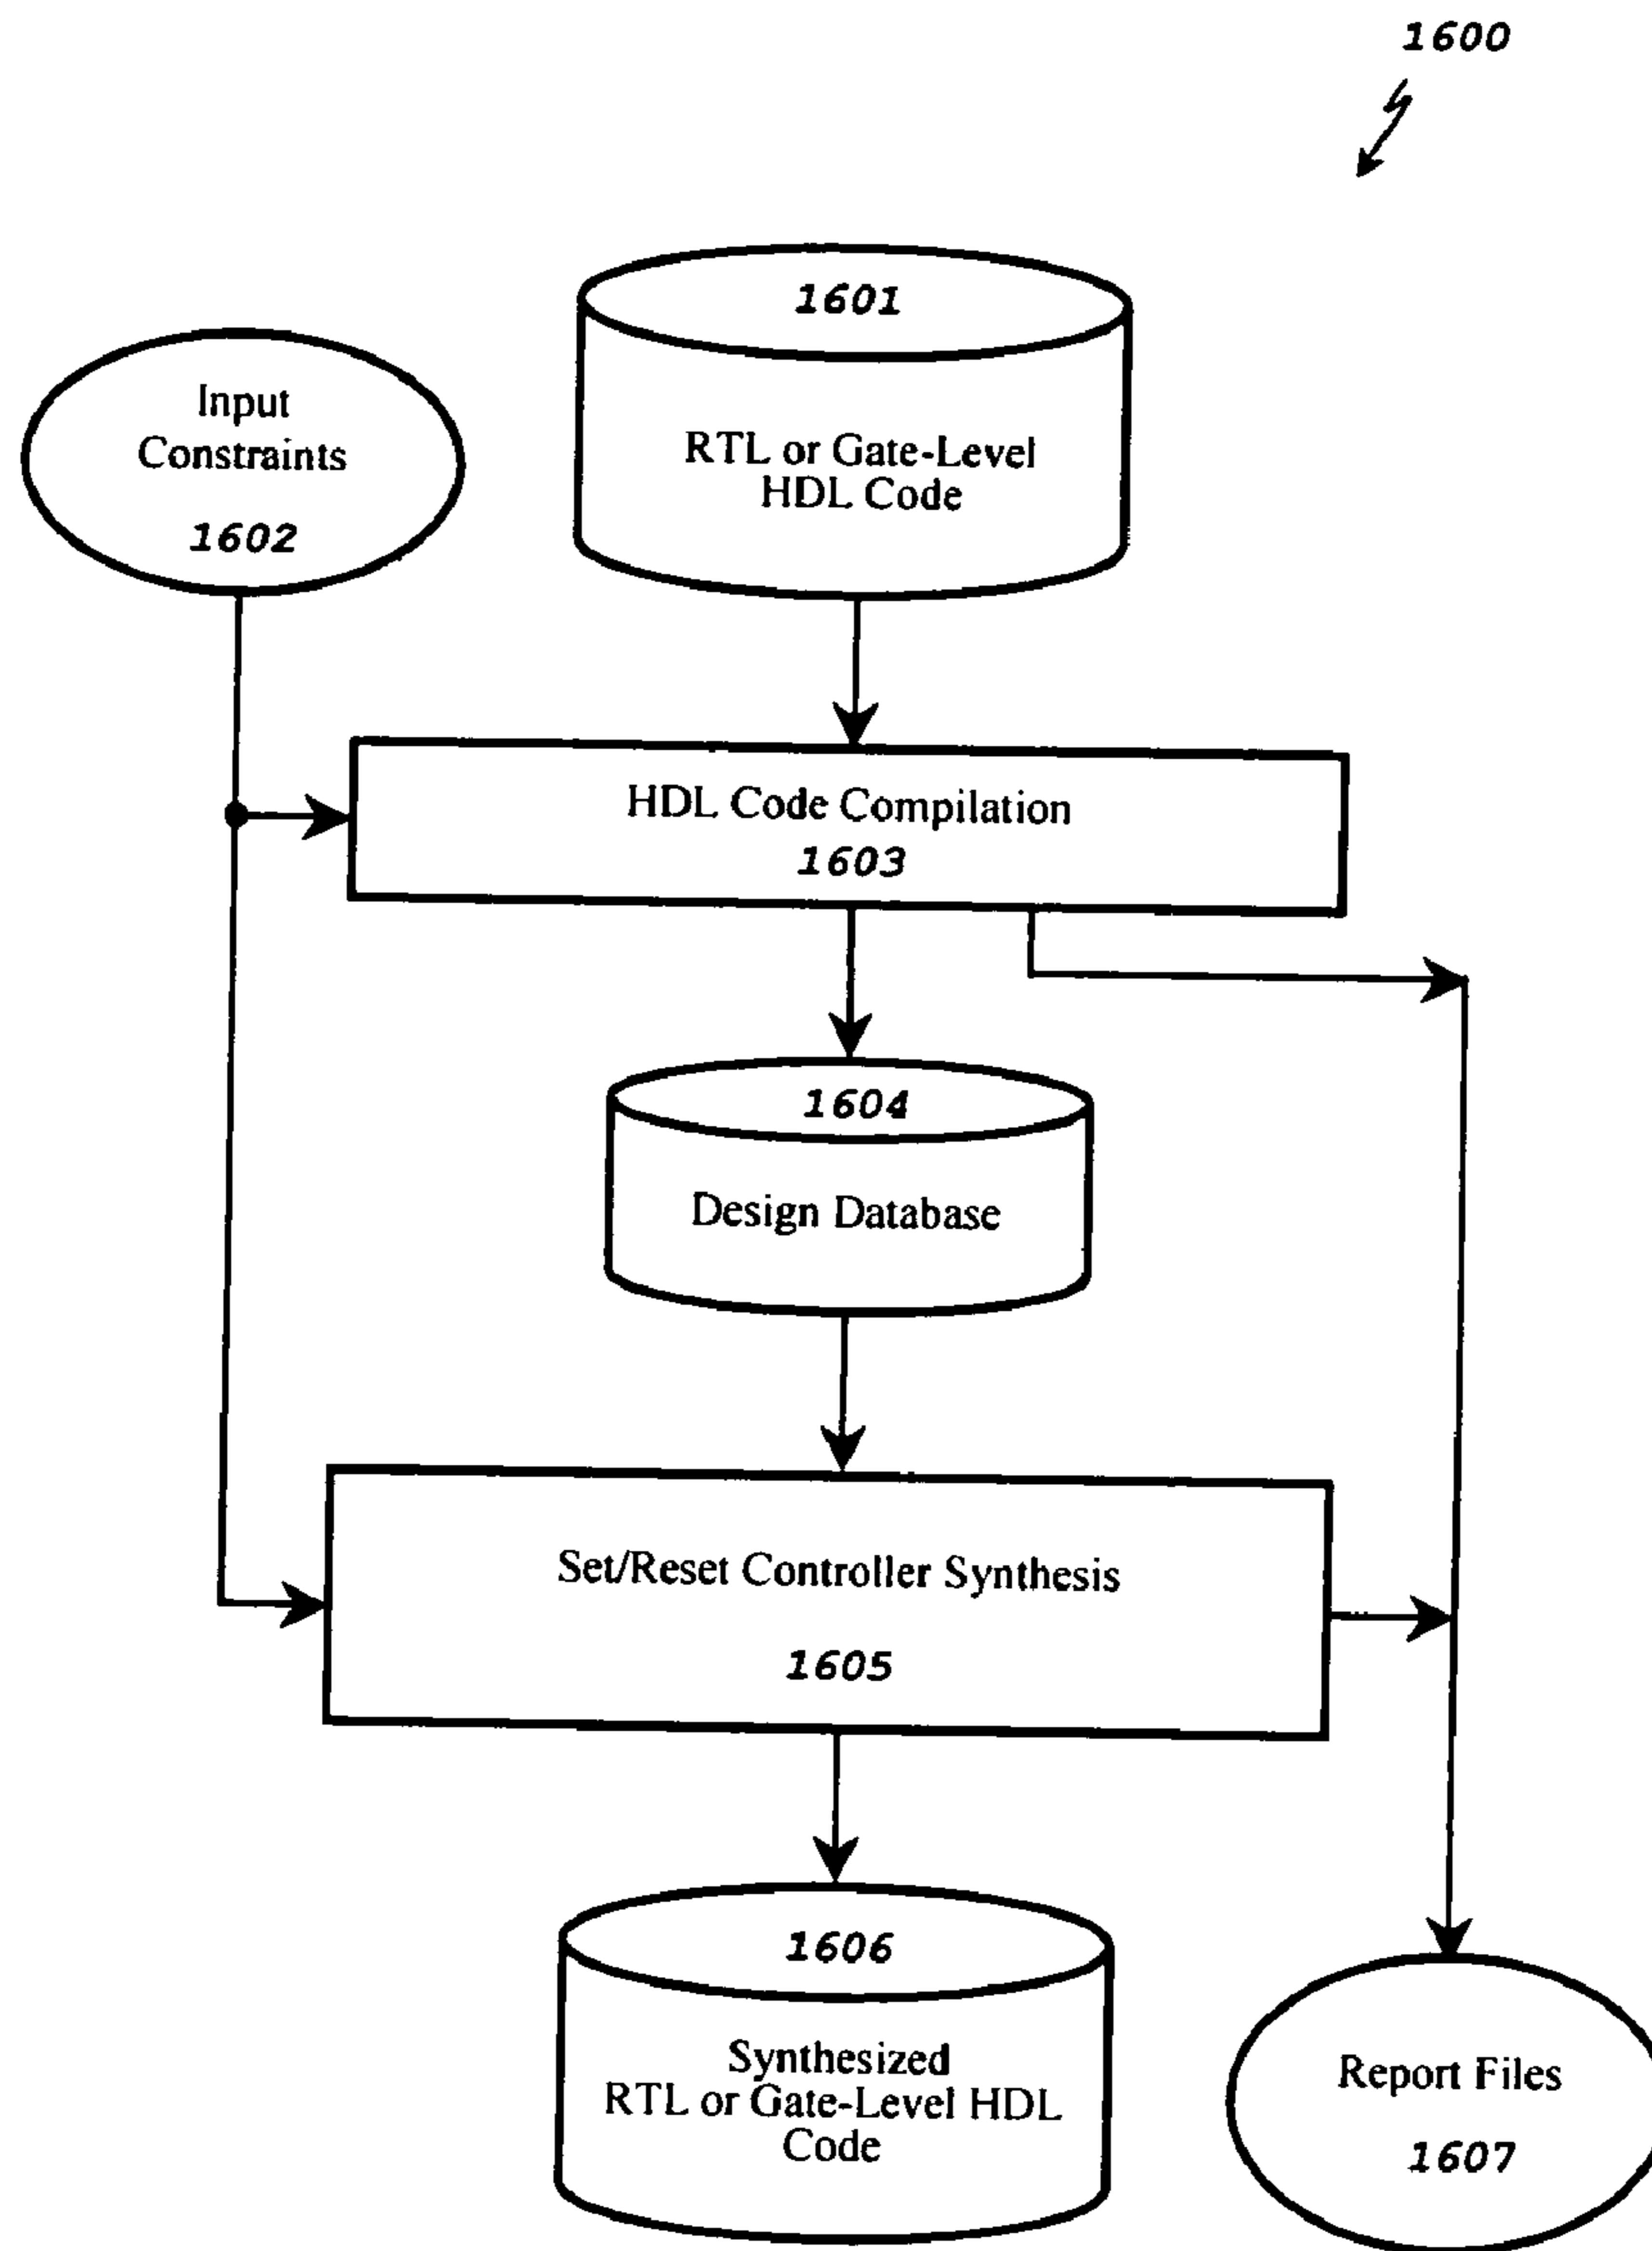 1600
1601
RTL or Gate-Level
HDL Code
Input
Constraints
1602
HDL Code Compilation
1603
1604
Design Database
Set/Reset Controller Synthesis
1605
1606
Synthesized
RTL or Gate-Level HDL
Code
Report Files
1607